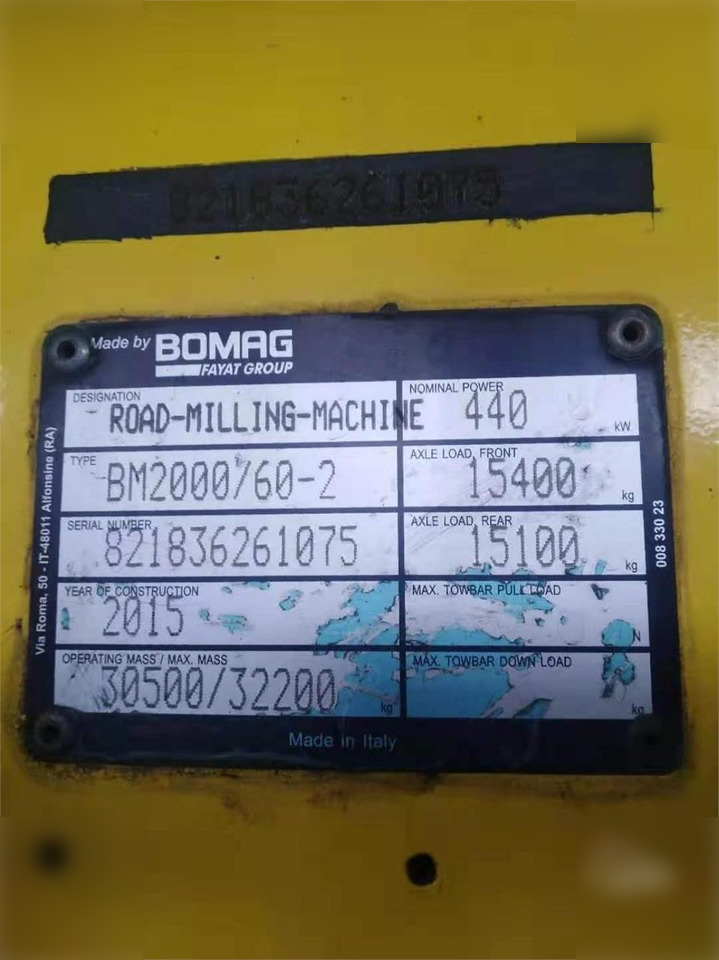 821836261075
Made by BOMAG
FAYAT GROUP
DESIGNATION
ROAD-MILLING-MACHINE
NOMINAL POWER
440 kW
TYPE
BM2000/60-2
AXLE LOAD, FRONT
15400 kg
SERIAL NUMBER
821836261075
AXLE LOAD, REAR
15100 kg
YEAR OF CONSTRUCTION
2015
MAX. TOWBAR PULL LOAD
N
OPERATING MASS / MAX. MASS
30500/32200 kg
MAX. TOWBAR DOWN LOAD
kg
Made in Italy
Via Roma, 50 - IT-48011 Alfonsine (RA)
008 330 23